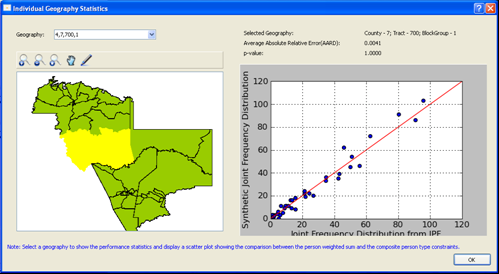 Individual Geography Statistics
Geography:
4,7,700,1
Selected Geography:
County - 7; Tract - 700; BlockGroup - 1
Average Absolute Relative Error(AARD):
0.0041
p-value:
1.0000
Synthetic Joint Frequency Distribution
120
100
80
60
40
20
0
0 20 40 60 80 100 120
Joint Frequency Distribution from IPF
Note: Select a geography to show the performance statistics and display a scatter plot showing the comparison between the person weighted sum and the composite person type constraints.
OK